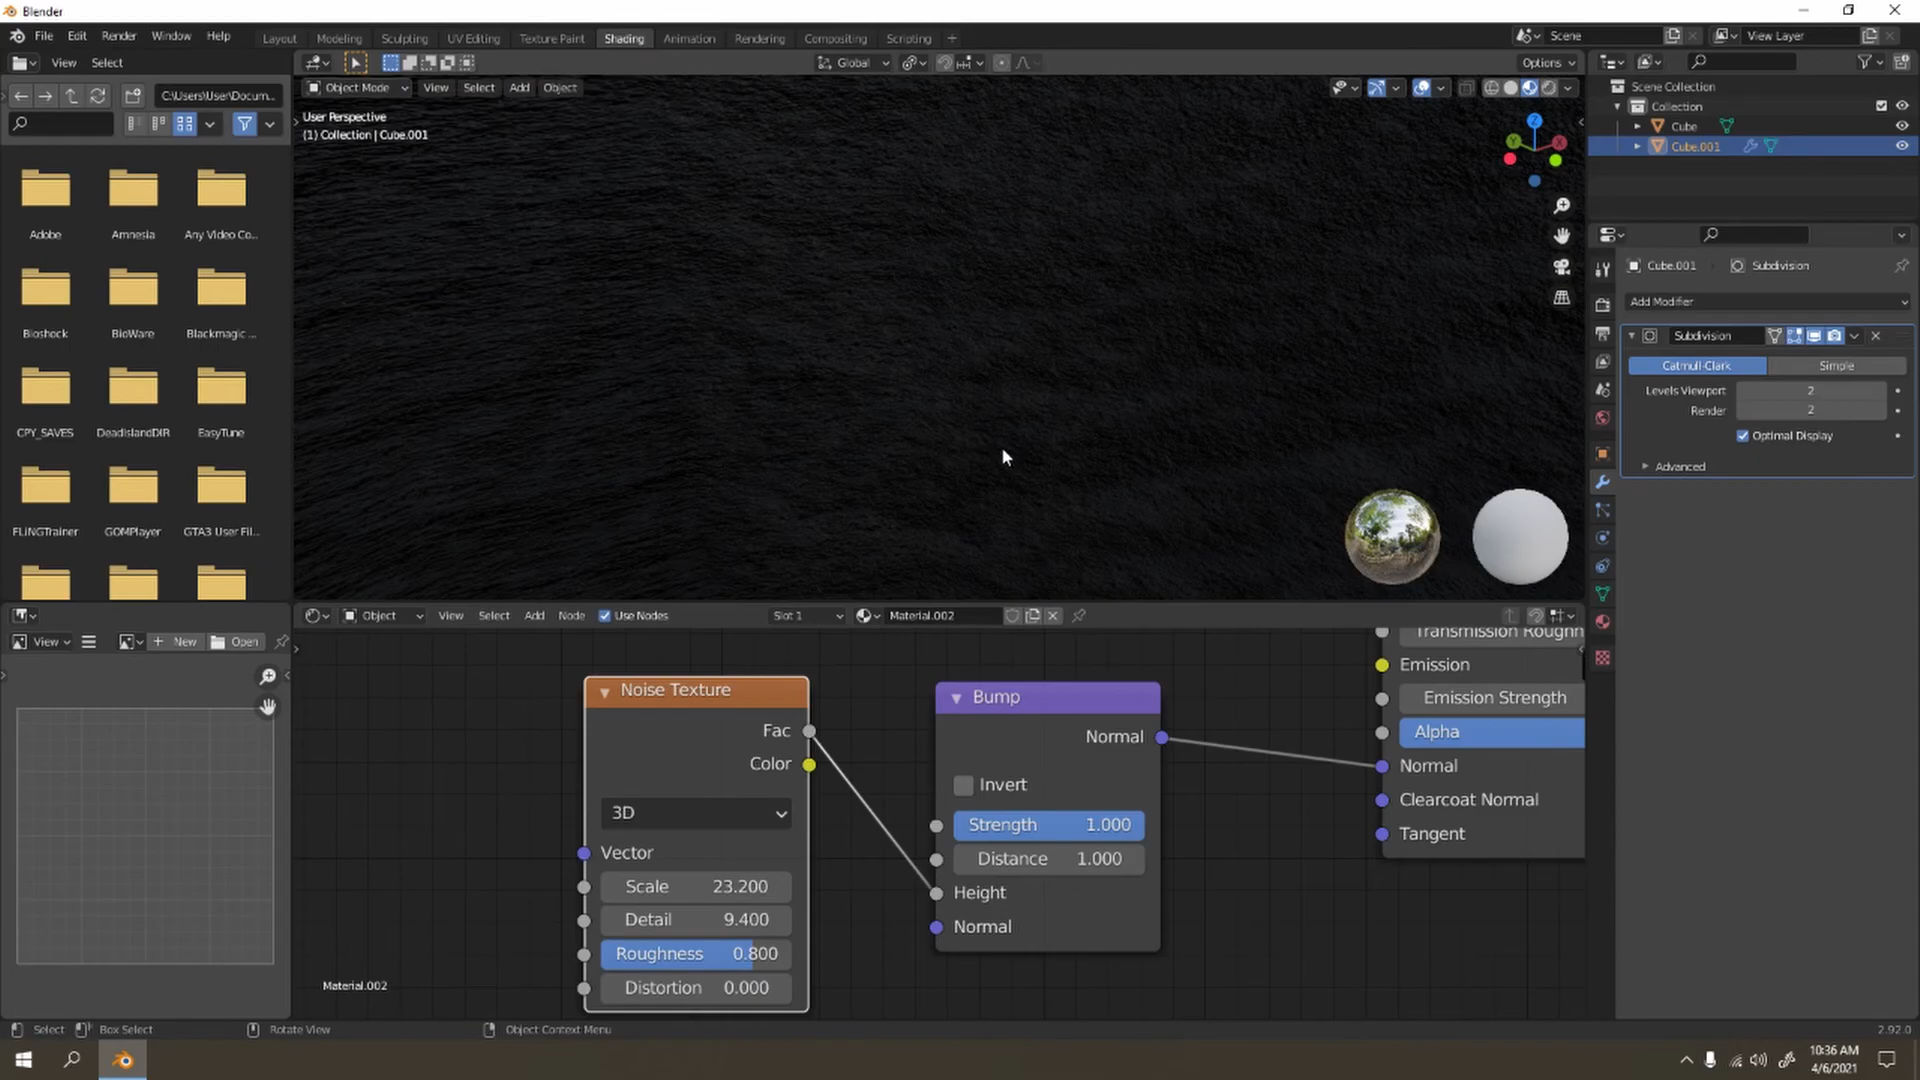 Blender
File Edit Render Window Help
Layout Modeling Sculpting UV Editing Texture Paint Shading Animation Rendering Compositing Scripting +
Scene
View Layer
View Select
Global
Options
C:\Users\User\Docum...
Object Mode View Select Add Object
User Perspective
(1) Collection | Cube.001
Z
Y
X
Scene Collection
Collection
Cube
Cube.001
Adobe
Amnesia
Any Video Co...
Bioshock
BioWare
Blackmagic ...
CPY_SAVES
DeadIslandDIR
EasyTune
FLiNGTrainer
GOMPlayer
GTA3 User Fil...
Cube.001 Subdivision
Add Modifier
Subdivision
Catmull-Clark Simple
Levels Viewport 2
Render 2
Optimal Display
Advanced
Object View Select Add Node Use Nodes Slot 1 Material.002
View New Open
Noise Texture
Fac
Color
3D
Vector
Scale 23.200
Detail 9.400
Roughness 0.800
Distortion 0.000
Bump
Normal
Invert
Strength 1.000
Distance 1.000
Height
Normal
Emission
Emission Strength
Alpha
Normal
Clearcoat Normal
Tangent
Material.002
Select Box Select Rotate View Object Context Menu 2.92.0
10:36 AM
4/6/2021